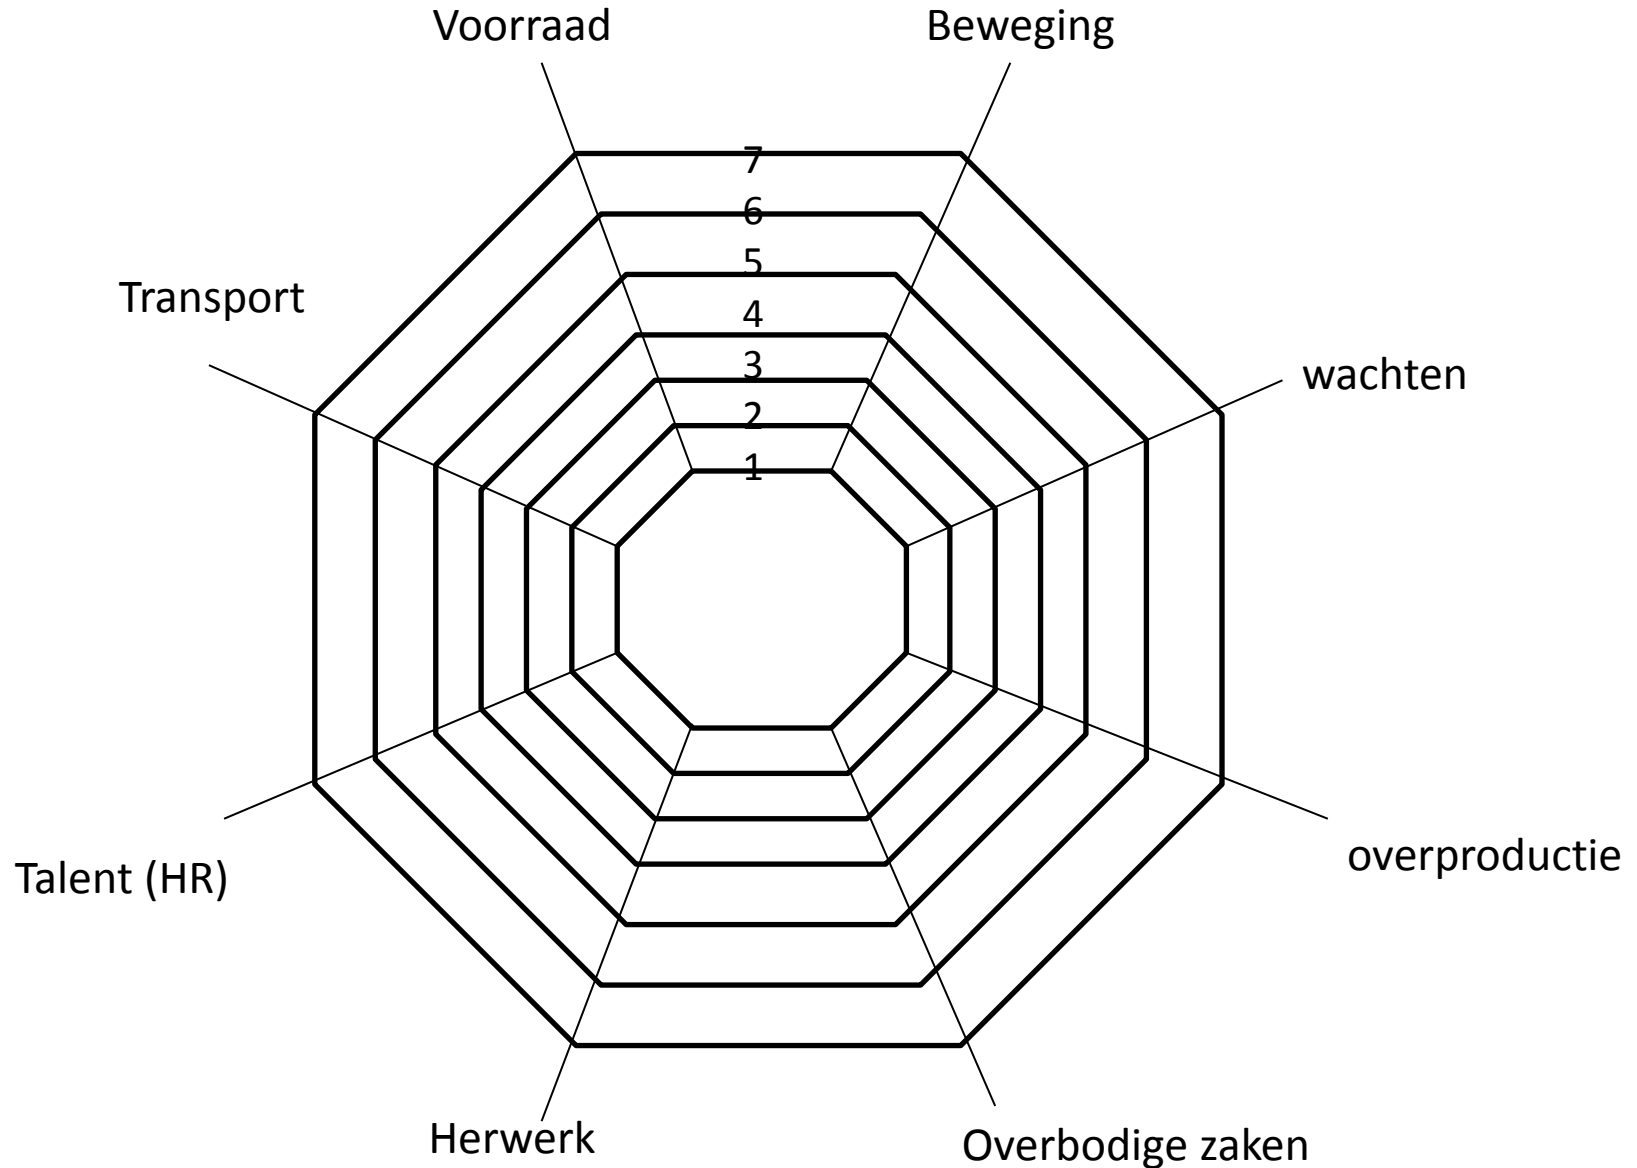 Voorraad
Beweging
7
6
5
4
3
2
1
Transport
wachten
overproductie
Talent (HR)
Herwerk
Overbodige zaken